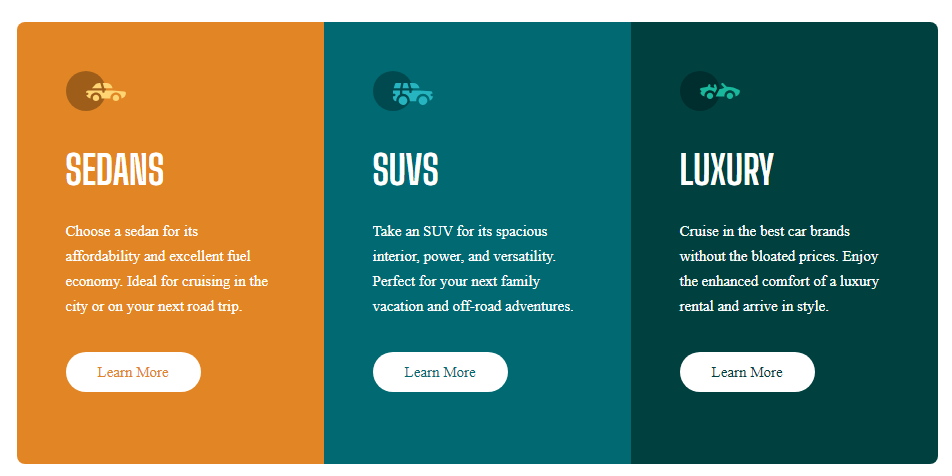 SEDANS
Choose a sedan for its
affordability and excellent fuel
economy. Ideal for cruising in the
city or on your next road trip.
Learn More
SUVS
Take an SUV for its spacious
interior, power, and versatility.
Perfect for your next family
vacation and off-road adventures.
Learn More
LUXURY
Cruise in the best car brands
without the bloated prices. Enjoy
the enhanced comfort of a luxury
rental and arrive in style.
Learn More